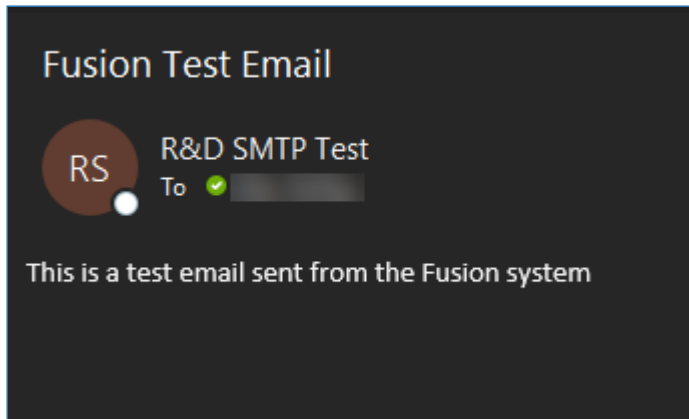 Fusion Test Email
RS
R&D SMTP Test
To
This is a test email sent from the Fusion system